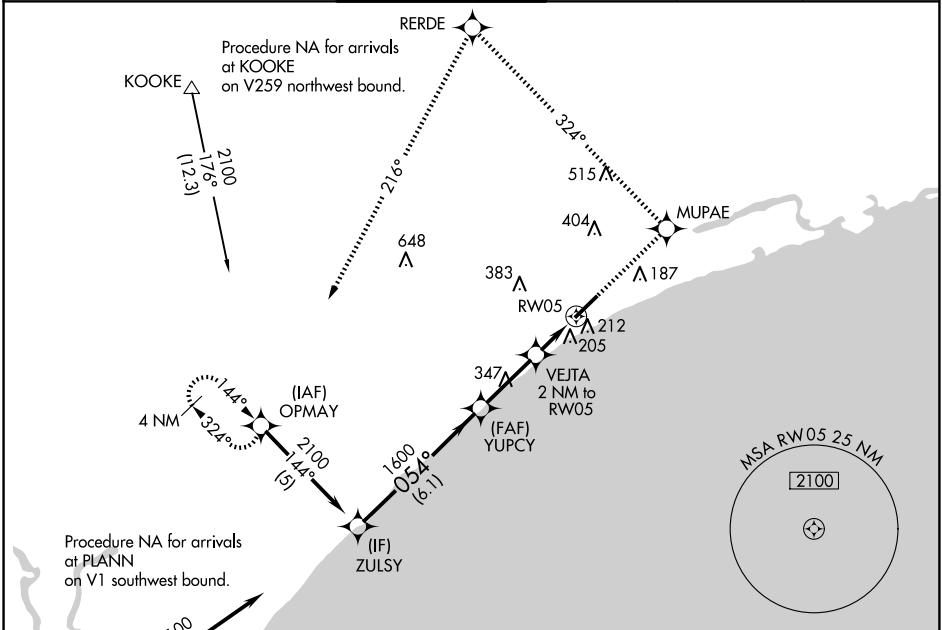 RERDE
Procedure NA for arrivals
at KOOKE
on V259 northwest bound.
KOOKE
2100
176°
(12.3)
216°
324°
515
404
MUPAE
648
383
187
RW05
212
205
347
VEJTA
2 NM to
RW05
(IAF)
OPMAY
144°
4 NM
324°
(FAF)
YUPCY
2100
144°
(5)
1600
054°
(6.1)
MSA RW05 25 NM
2100
(IF)
ZULSY
Procedure NA for arrivals
at PLANN
on V1 southwest bound.